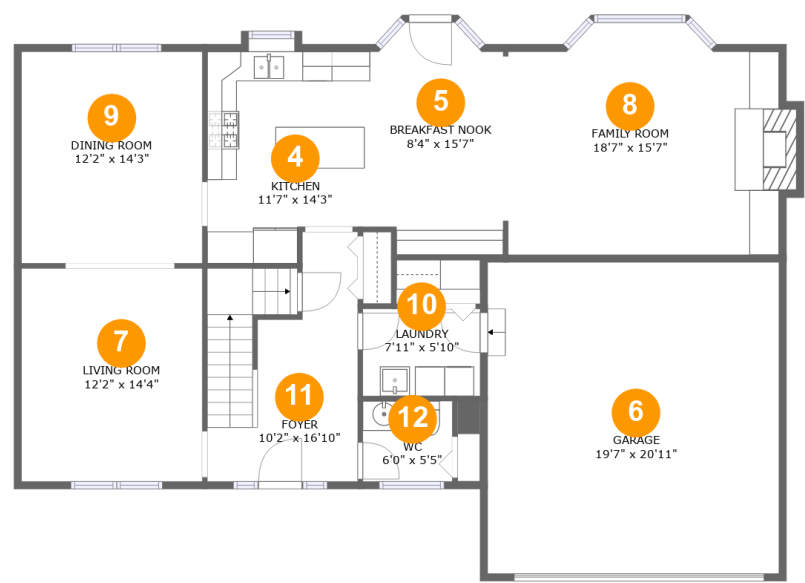 9
DINING ROOM
12'2" x 14'3"
5
BREAKFAST NOOK
8'4" x 15'7"
8
FAMILY ROOM
18'7" x 15'7"
4
KITCHEN
11'7" x 14'3"
7
LIVING ROOM
12'2" x 14'4"
10
LAUNDRY
7'11" x 5'10"
11
FOYER
10'2" x 16'10"
12
WC
6'0" x 5'5"
6
GARAGE
19'7" x 20'11"